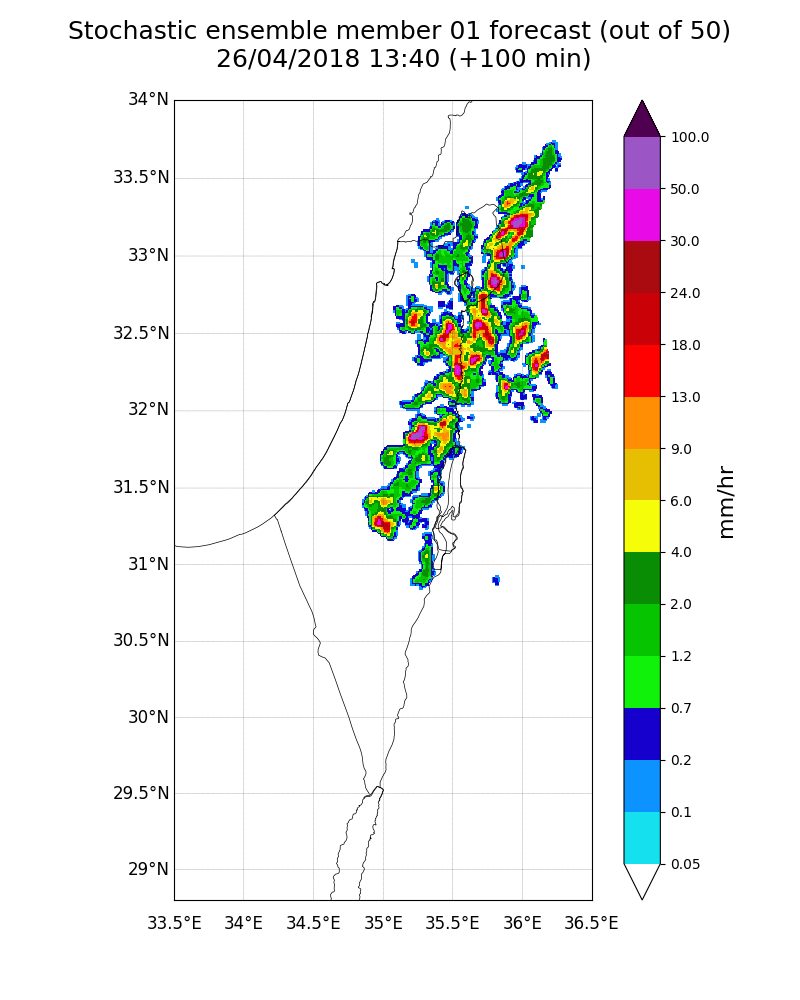 Stochastic ensemble member 01 forecast (out of 50)
26/04/2018 13:40 (+100 min)
34°N
33.5°N
33°N
32.5°N
32°N
31.5°N
31°N
30.5°N
30°N
29.5°N
29°N
33.5°E
34°E
34.5°E
35°E
35.5°E
36°E
36.5°E
100.0
50.0
30.0
24.0
18.0
13.0
9.0
6.0
4.0
2.0
1.2
0.7
0.2
0.1
0.05
mm/hr